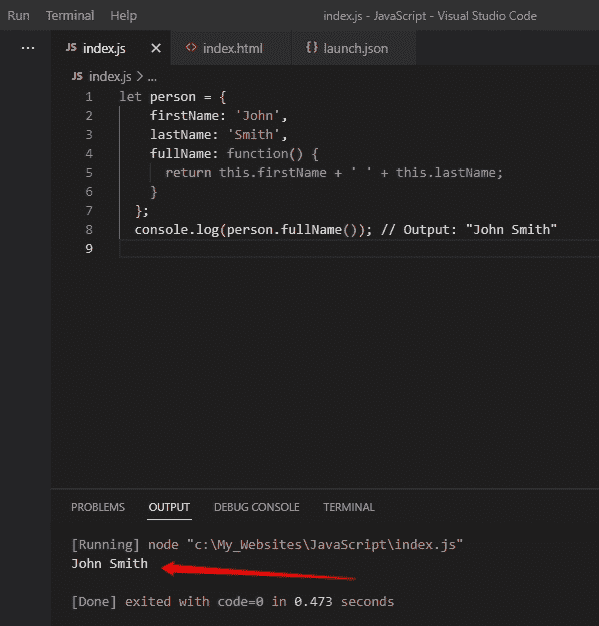 Run Terminal Help index.js - JavaScript - Visual Studio Code
... JS index.js × <> index.html {} launch.json
JS index.js > ...
1 let person = {
2     firstName: 'John',
3     lastName: 'Smith',
4     fullName: function() {
5       return this.firstName + ' ' + this.lastName;
6     }
7   };
8   console.log(person.fullName()); // Output: "John Smith"
9
PROBLEMS OUTPUT DEBUG CONSOLE TERMINAL
[Running] node "c:\My_Websites\JavaScript\index.js"
John Smith
[Done] exited with code=0 in 0.473 seconds